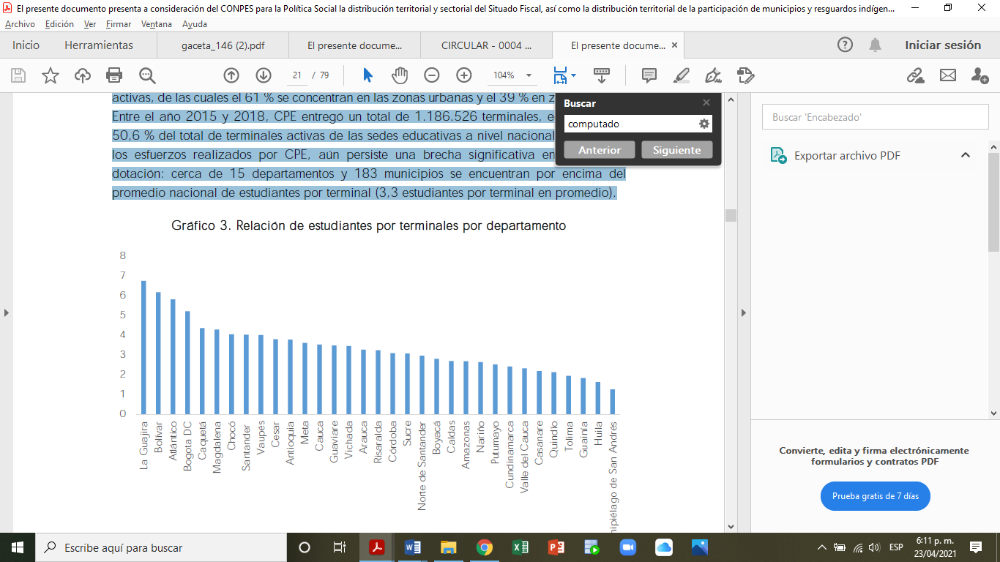 El presente documento presenta a consideración del CONPES para la Política Social la distribución territorial y sectorial del Situado Fiscal, así como la distribución territorial de la participación de municipios y resguardos indígen...
Archivo Edición Ver Firmar Ventana Ayuda
Inicio Herramientas gaceta_146 (2).pdf El presente docume... CIRCULAR - 0004 ... El presente docume... Iniciar sesión
21 / 79 104%
activas, de las cuales el 61 % se concentran en las zonas urbanas y el 39 % en z
Entre el año 2015 y 2018, CPE entregó un total de 1.186.526 terminales, e
50,6 % del total de terminales activas de las sedes educativas a nivel nacional
los esfuerzos realizados por CPE, aún persiste una brecha significativa en
dotación: cerca de 15 departamentos y 183 municipios se encuentran por encima del
promedio nacional de estudiantes por terminal (3,3 estudiantes por terminal en promedio).
Buscar
computado
Anterior Siguiente
Gráfico 3. Relación de estudiantes por terminales por departamento
8
7
6
5
4
3
2
1
0
La Guajira
Bolívar
Atlántico
Bogota DC
Caquetá
Magdalena
Chocó
Santander
Vaupés
Cesar
Antioquia
Meta
Cauca
Guaviare
Vichada
Arauca
Risaralda
Córdoba
Sucre
Norte de Santander
Boyacá
Caldas
Amazonas
Nariño
Putumayo
Cundinamarca
Valle del Cauca
Casanare
Quindío
Tolima
Guainía
Huila
hipiélago de San Andrés
Buscar 'Encabezado'
Exportar archivo PDF
Convierte, edita y firma electrónicamente
formularios y contratos PDF
Prueba gratis de 7 días
Escribe aquí para buscar
ESP
6:11 p. m.
23/04/2021